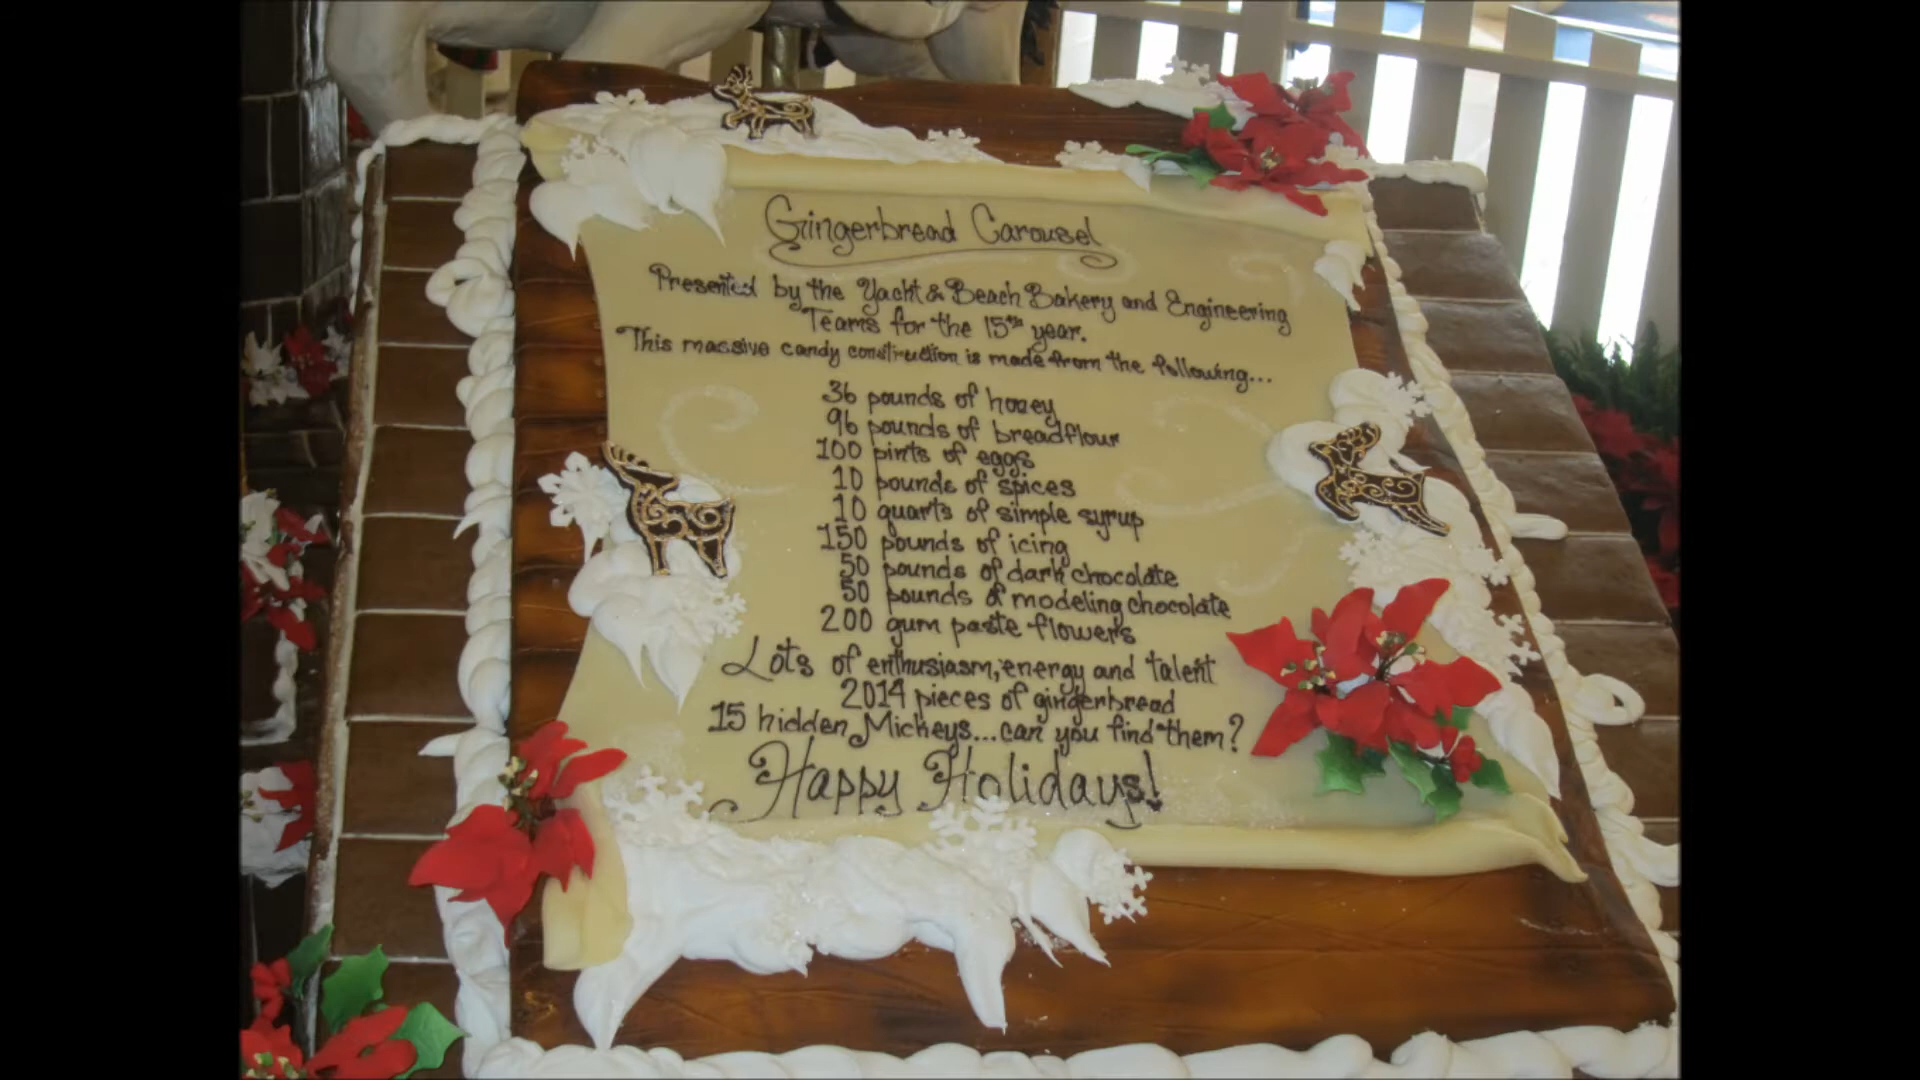 Gingerbread Carousel
Presented by the Yacht & Beach Bakery and Engineering
Teams for the 15th year.
This massive candy construction is made from the following...
36 pounds of honey
96 pounds of breadflour
100 pints of eggs
10 pounds of spices
10 quarts of simple syrup
150 pounds of icing
50 pounds of dark chocolate
50 pounds of modeling chocolate
200 gum paste flowers
Lots of enthusiasm, energy and talent
2014 pieces of gingerbread
15 hidden Mickeys...can you find them?
Happy Holidays!